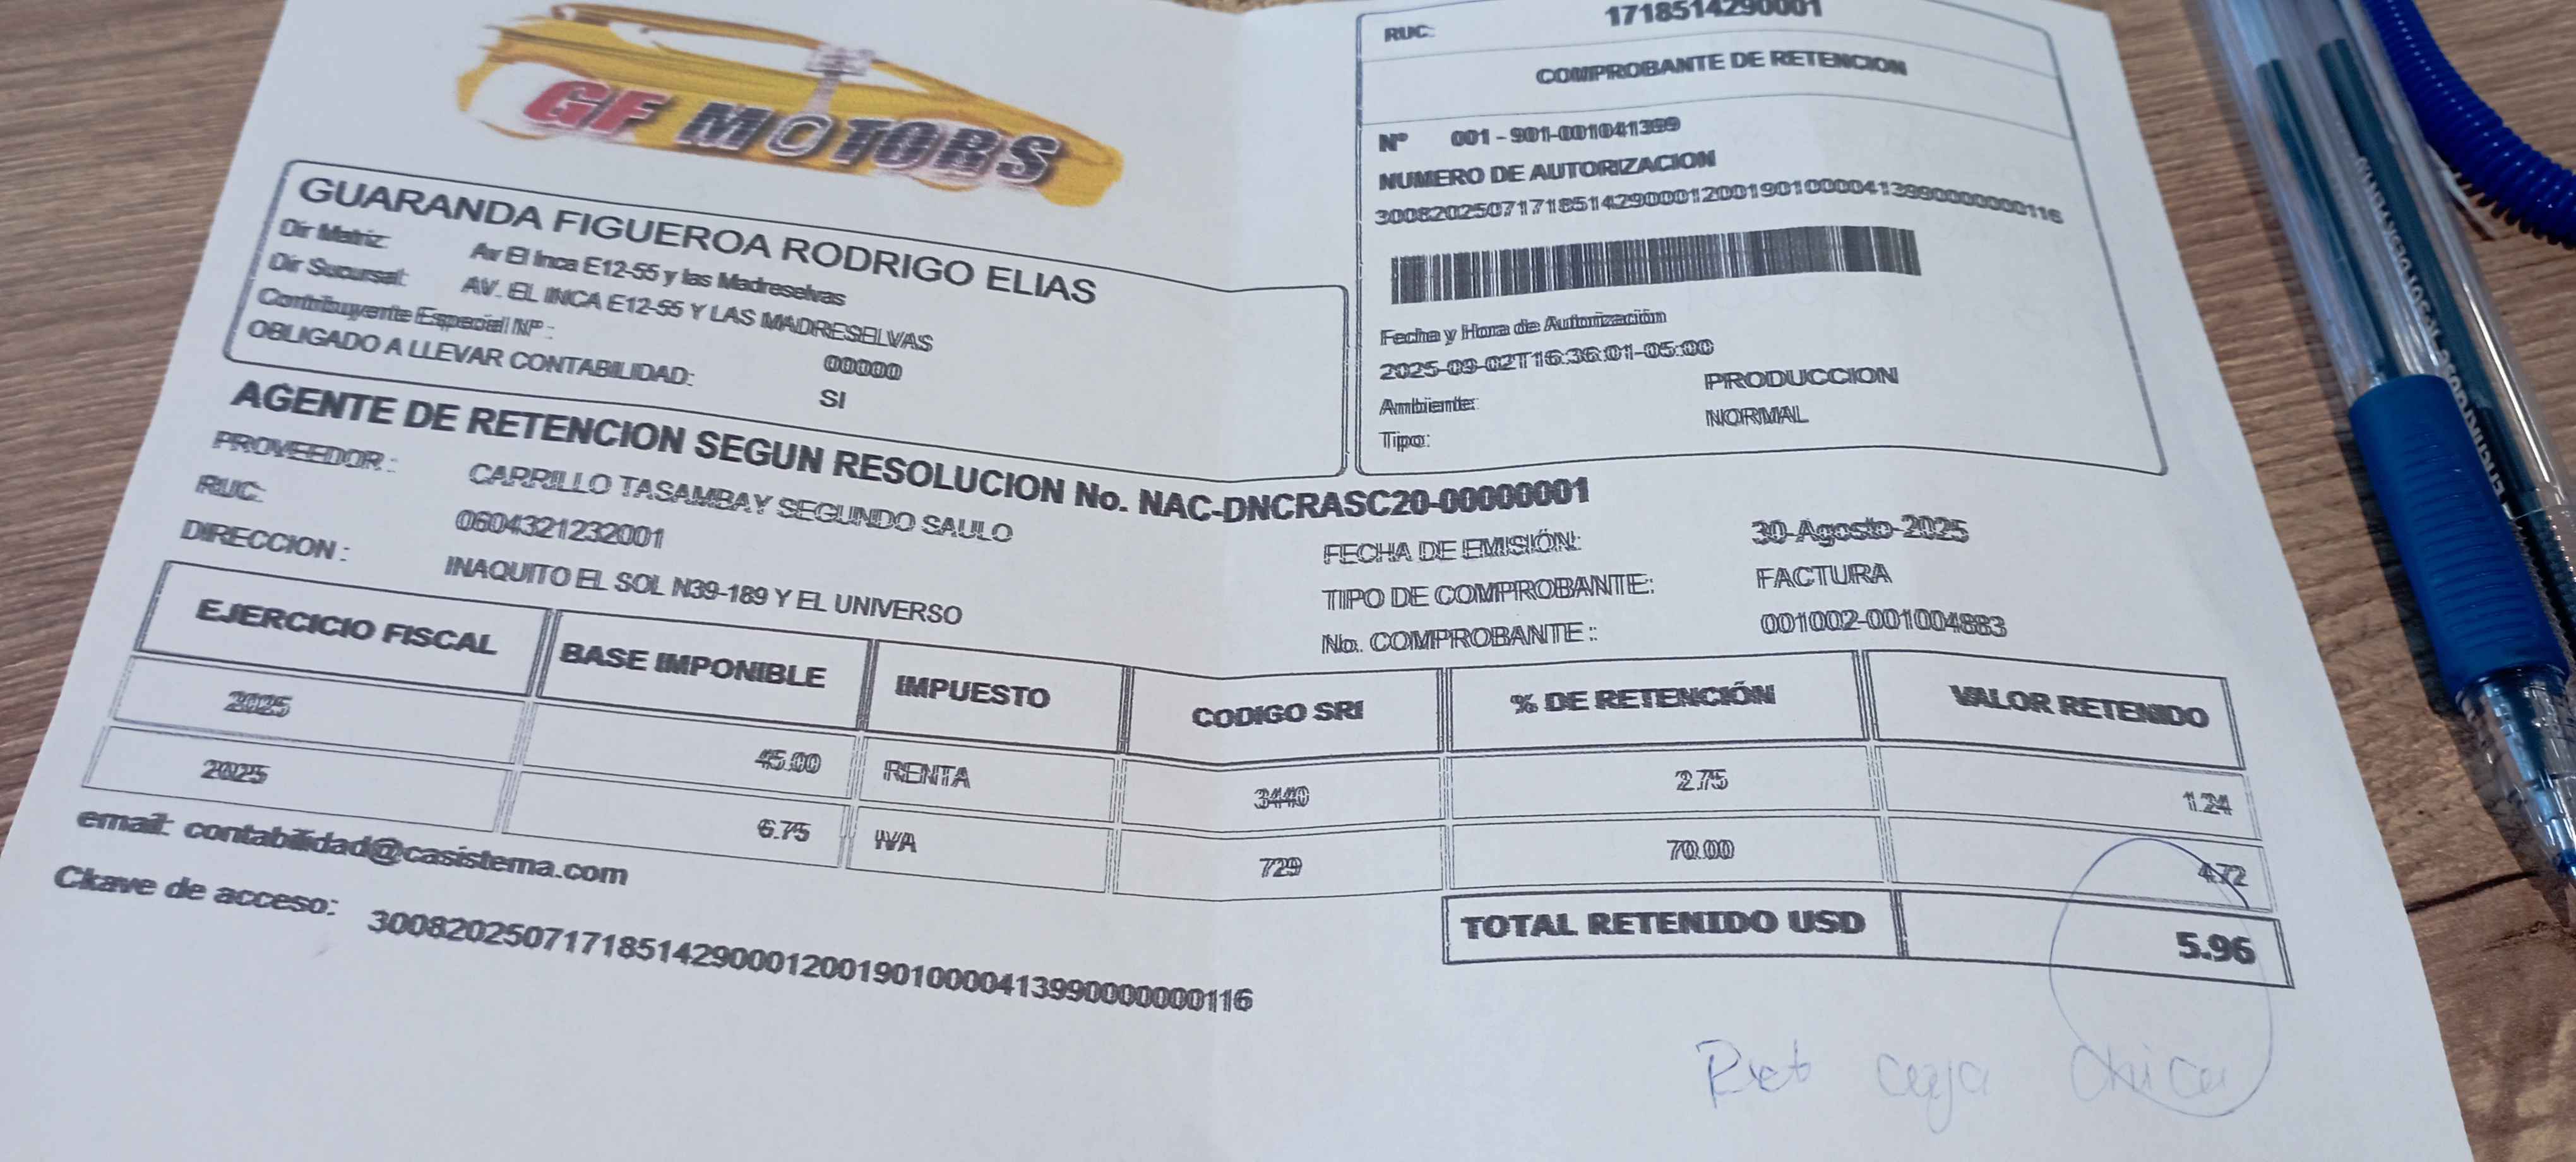 GF MOTORS
GUARANDA FIGUEROA RODRIGO ELIAS
Dir Matriz: Av El Inca E12-55 y las Madreselvas
Dir Sucursal: AV. EL INCA E12-55 Y LAS MADRESELVAS
Contribuyente Especial Nº : 00000
OBLIGADO A LLEVAR CONTABILIDAD: SI
RUC: 1718514290001
COMPROBANTE DE RETENCION
Nº 001 - 901-001041399
NUMERO DE AUTORIZACION
3008202507171851429000120019010000413990000000116
Fecha y Hora de Autorización
2025-09-02T16:36:01-05:00
Ambiente: PRODUCCION
Tipo: NORMAL
AGENTE DE RETENCION SEGUN RESOLUCION No. NAC-DNCRASC20-00000001
PROVEEDOR : CARRILLO TASAMBAY SEGUNDO SAULO
RUC: 0604321232001
DIRECCION : INAQUITO EL SOL N39-189 Y EL UNIVERSO
FECHA DE EMISIÓN: 30-Agosto-2025
TIPO DE COMPROBANTE: FACTURA
No. COMPROBANTE : 001002-001004883
EJERCICIO FISCAL BASE IMPONIBLE IMPUESTO CODIGO SRI % DE RETENCIÓN VALOR RETENIDO
2025 45.00 RENTA 3440 2.75 1.24
2025 6.75 IVA 729 70.00 4.72
TOTAL RETENIDO USD 5.96
email: contabilidad@casistema.com
Ckave de acceso: 3008202507171851429000120019010000413990000000116
Ret caja chica